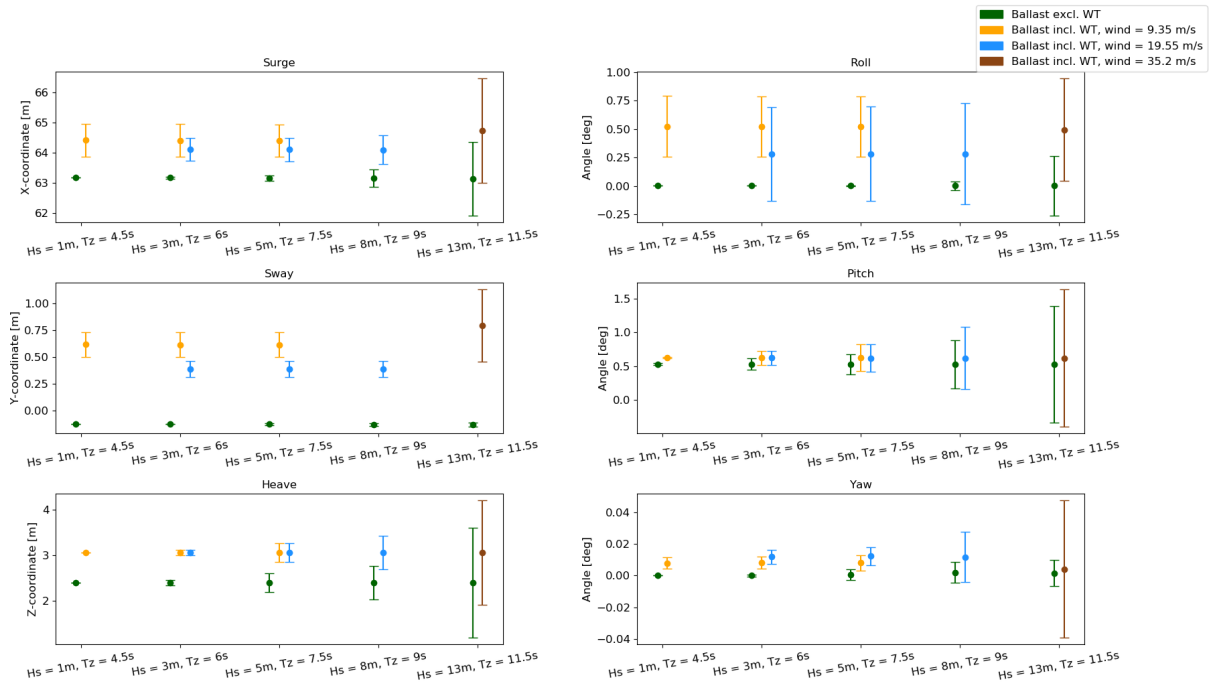 Ballast excl. WT
Ballast incl. WT, wind = 9.35 m/s
Ballast incl. WT, wind = 19.55 m/s
Ballast incl. WT, wind = 35.2 m/s
Surge
X-coordinate [m]
66
65
64
63
62
Hs = 1m, Tz = 4.5s
Hs = 3m, Tz = 6s
Hs = 5m, Tz = 7.5s
Hs = 8m, Tz = 9s
Hs = 13m, Tz = 11.5s
Roll
Angle [deg]
1.00
0.75
0.50
0.25
0.00
−0.25
Hs = 1m, Tz = 4.5s
Hs = 3m, Tz = 6s
Hs = 5m, Tz = 7.5s
Hs = 8m, Tz = 9s
Hs = 13m, Tz = 11.5s
Sway
Y-coordinate [m]
1.00
0.75
0.50
0.25
0.00
Hs = 1m, Tz = 4.5s
Hs = 3m, Tz = 6s
Hs = 5m, Tz = 7.5s
Hs = 8m, Tz = 9s
Hs = 13m, Tz = 11.5s
Pitch
Angle [deg]
1.5
1.0
0.5
0.0
Hs = 1m, Tz = 4.5s
Hs = 3m, Tz = 6s
Hs = 5m, Tz = 7.5s
Hs = 8m, Tz = 9s
Hs = 13m, Tz = 11.5s
Heave
Z-coordinate [m]
4
3
2
Hs = 1m, Tz = 4.5s
Hs = 3m, Tz = 6s
Hs = 5m, Tz = 7.5s
Hs = 8m, Tz = 9s
Hs = 13m, Tz = 11.5s
Yaw
Angle [deg]
0.04
0.02
0.00
−0.02
−0.04
Hs = 1m, Tz = 4.5s
Hs = 3m, Tz = 6s
Hs = 5m, Tz = 7.5s
Hs = 8m, Tz = 9s
Hs = 13m, Tz = 11.5s